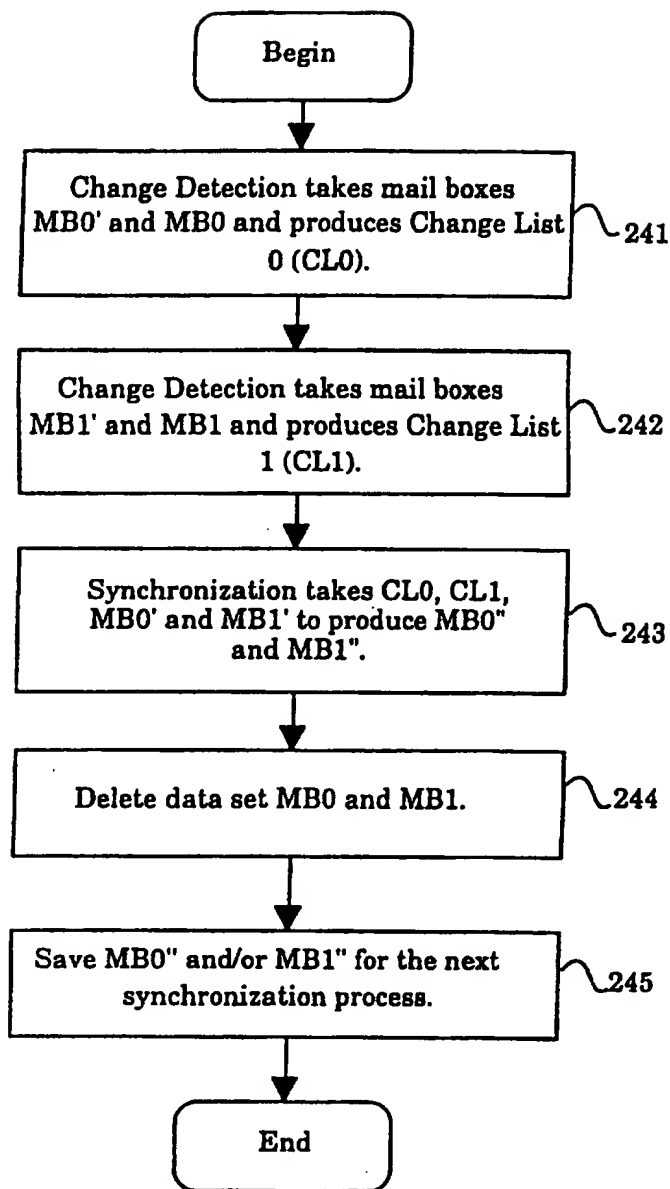 Begin
Change Detection takes mail boxes
MB0' and MB0 and produces Change List
0 (CL0).
241
Change Detection takes mail boxes
MB1' and MB1 and produces Change List
1 (CL1).
242
Synchronization takes CL0, CL1,
MB0' and MB1' to produce MB0"
and MB1".
243
Delete data set MB0 and MB1.
244
Save MB0" and/or MB1" for the next
synchronization process.
245
End